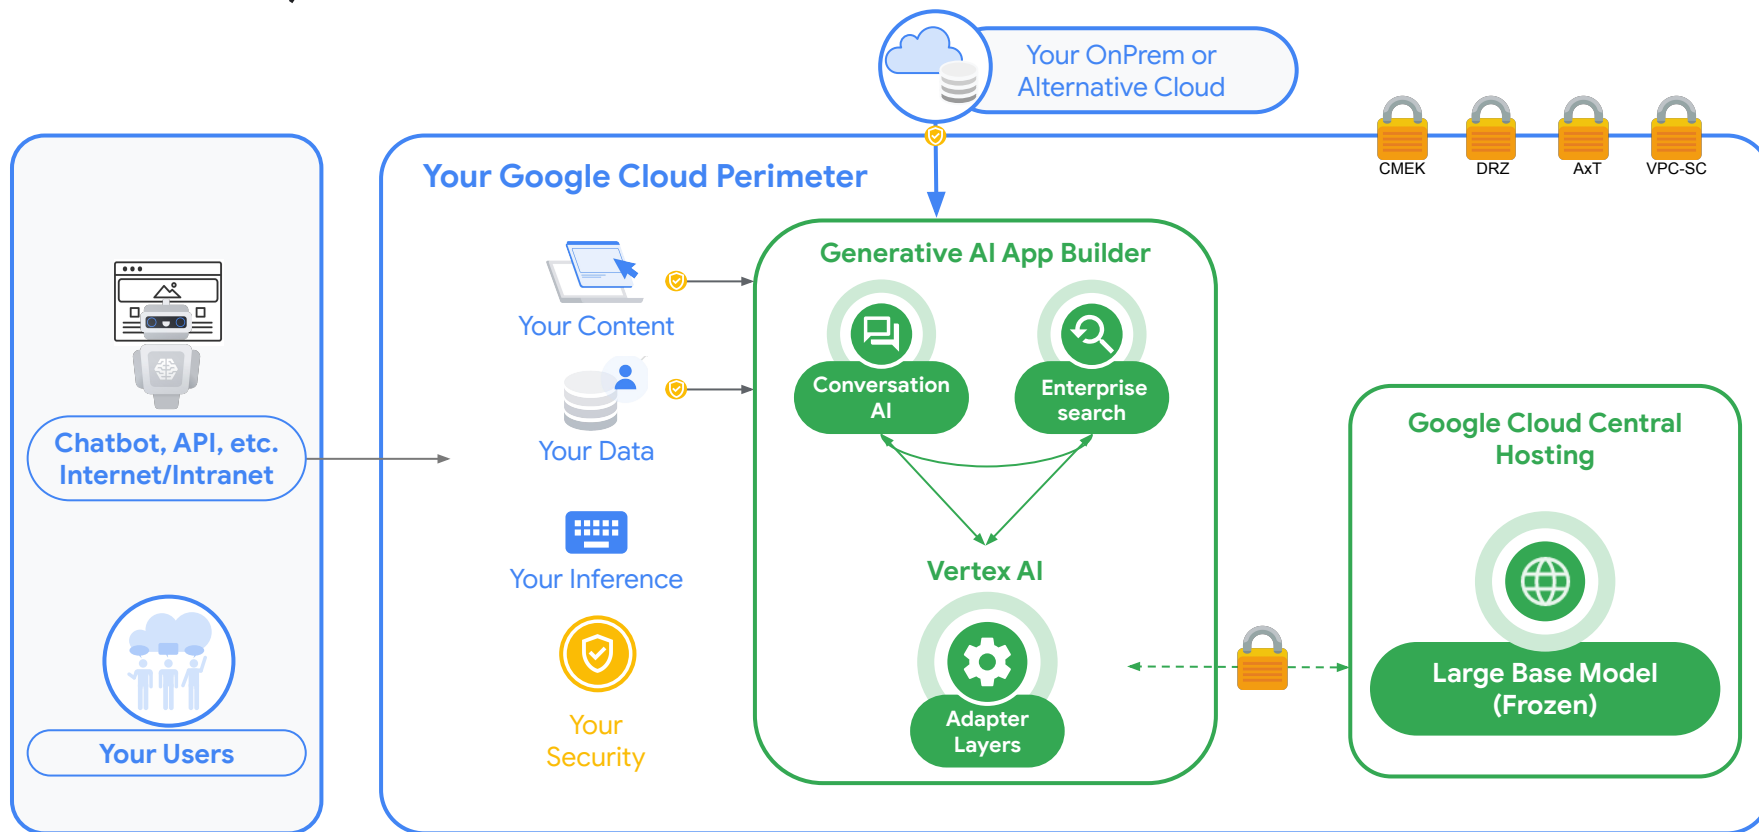 Your OnPrem or
Alternative Cloud
CMEK
DRZ
AxT
VPC-SC
Your Google Cloud Perimeter
Generative AI App Builder
Your Content
Conversation
AI
Enterprise
search
Your Data
Chatbot, API, etc.
Internet/Intranet
Google Cloud Central
Hosting
Your Inference
Vertex AI
Large Base Model
(Frozen)
Adapter
Layers
Your
Security
Your Users